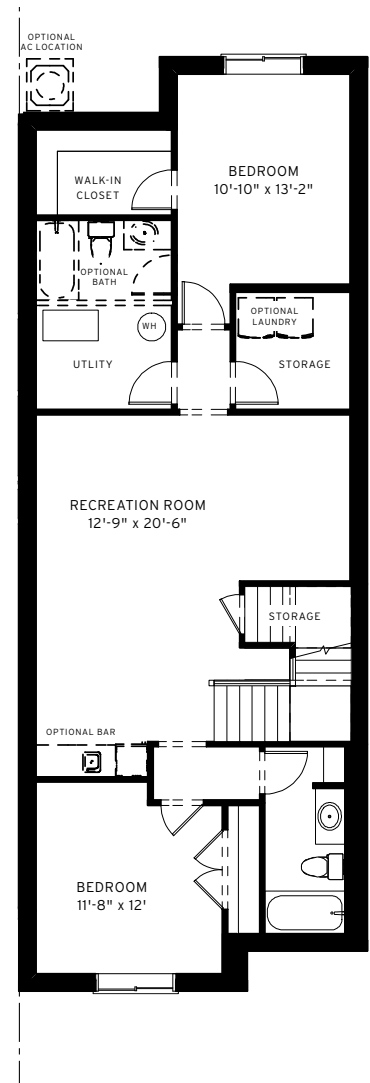 OPTIONAL
AC LOCATION
BEDROOM
10'-10" x 13'-2"
WALK-IN
CLOSET
OPTIONAL
BATH
OPTIONAL
LAUNDRY
WH
UTLITY
STORAGE
RECREATION ROOM
12'-9" x 20'-6"
STORAGE
OPTIONAL BAR
BEDROOM
11'-8" x 12'